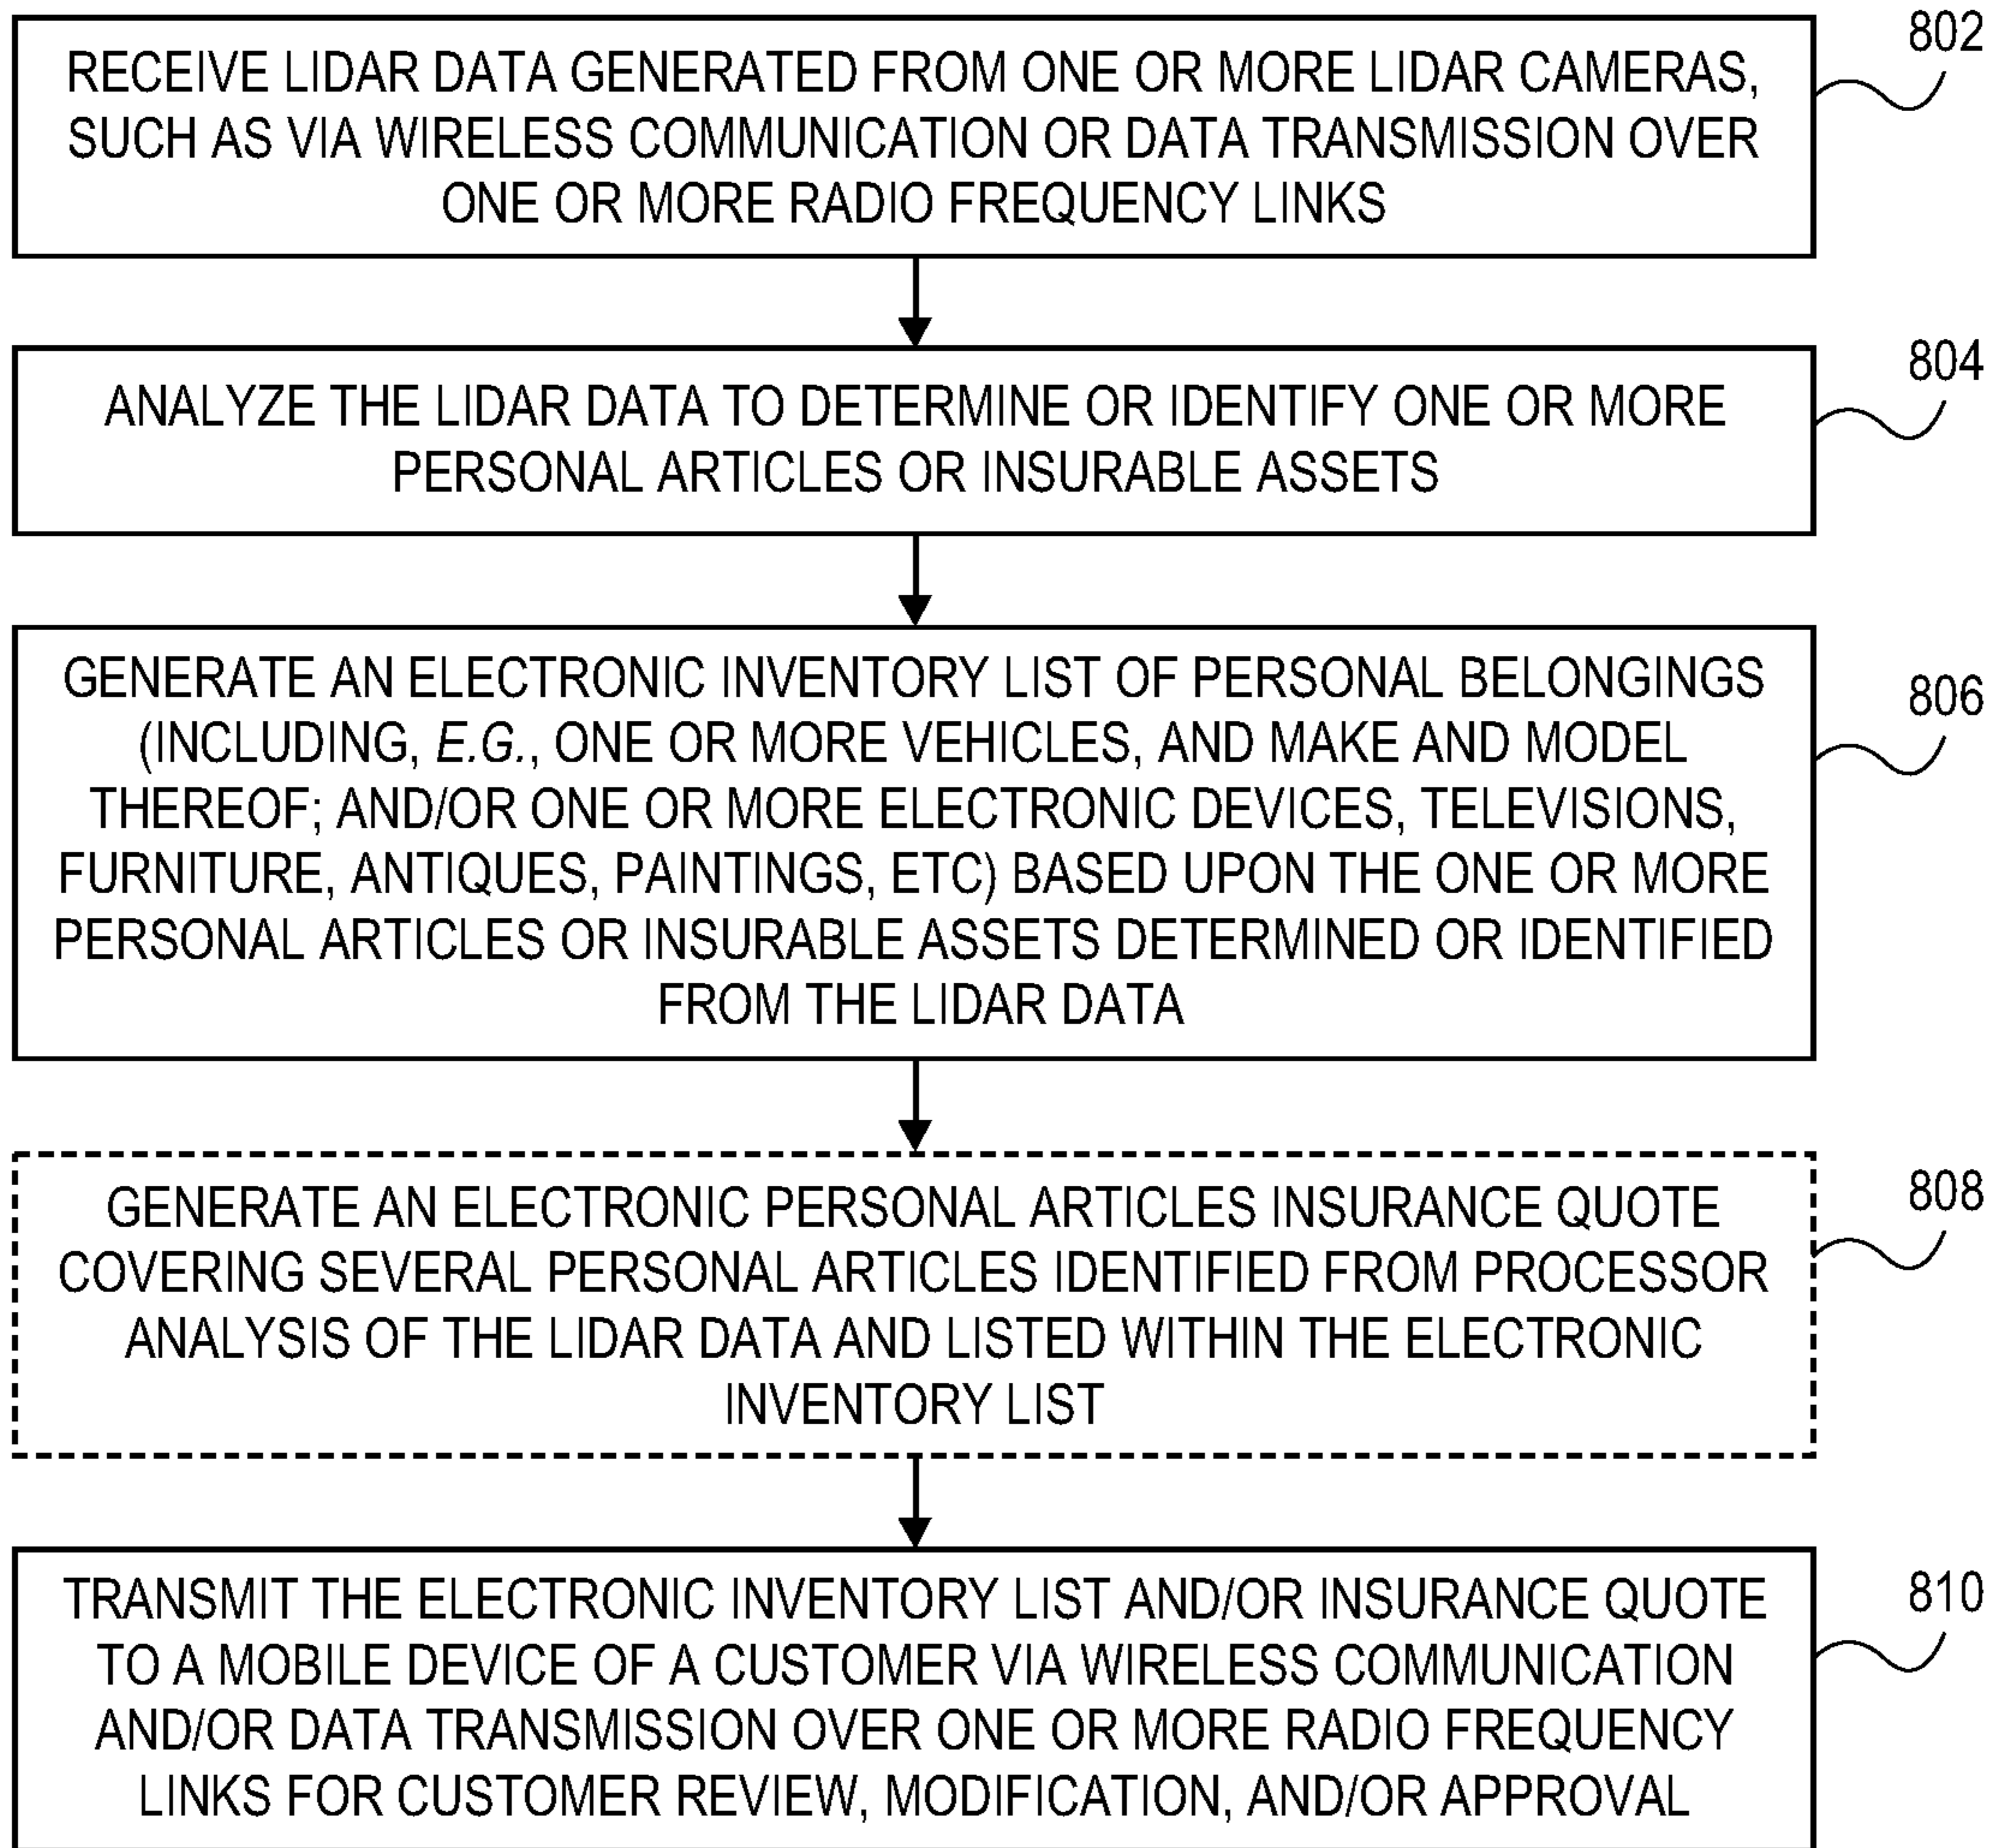 802
RECEIVE LIDAR DATA GENERATED FROM ONE OR MORE LIDAR CAMERAS,
SUCH AS VIA WIRELESS COMMUNICATION OR DATA TRANSMISSION OVER
ONE OR MORE RADIO FREQUENCY LINKS
804
ANALYZE THE LIDAR DATA TO DETERMINE OR IDENTIFY ONE OR MORE
PERSONAL ARTICLES OR INSURABLE ASSETS
806
GENERATE AN ELECTRONIC INVENTORY LIST OF PERSONAL BELONGINGS
(INCLUDING, E.G., ONE OR MORE VEHICLES, AND MAKE AND MODEL
THEREOF; AND/OR ONE OR MORE ELECTRONIC DEVICES, TELEVISIONS,
FURNITURE, ANTIQUES, PAINTINGS, ETC) BASED UPON THE ONE OR MORE
PERSONAL ARTICLES OR INSURABLE ASSETS DETERMINED OR IDENTIFIED
FROM THE LIDAR DATA
808
GENERATE AN ELECTRONIC PERSONAL ARTICLES INSURANCE QUOTE
COVERING SEVERAL PERSONAL ARTICLES IDENTIFIED FROM PROCESSOR
ANALYSIS OF THE LIDAR DATA AND LISTED WITHIN THE ELECTRONIC
INVENTORY LIST
810
TRANSMIT THE ELECTRONIC INVENTORY LIST AND/OR INSURANCE QUOTE
TO A MOBILE DEVICE OF A CUSTOMER VIA WIRELESS COMMUNICATION
AND/OR DATA TRANSMISSION OVER ONE OR MORE RADIO FREQUENCY
LINKS FOR CUSTOMER REVIEW, MODIFICATION, AND/OR APPROVAL